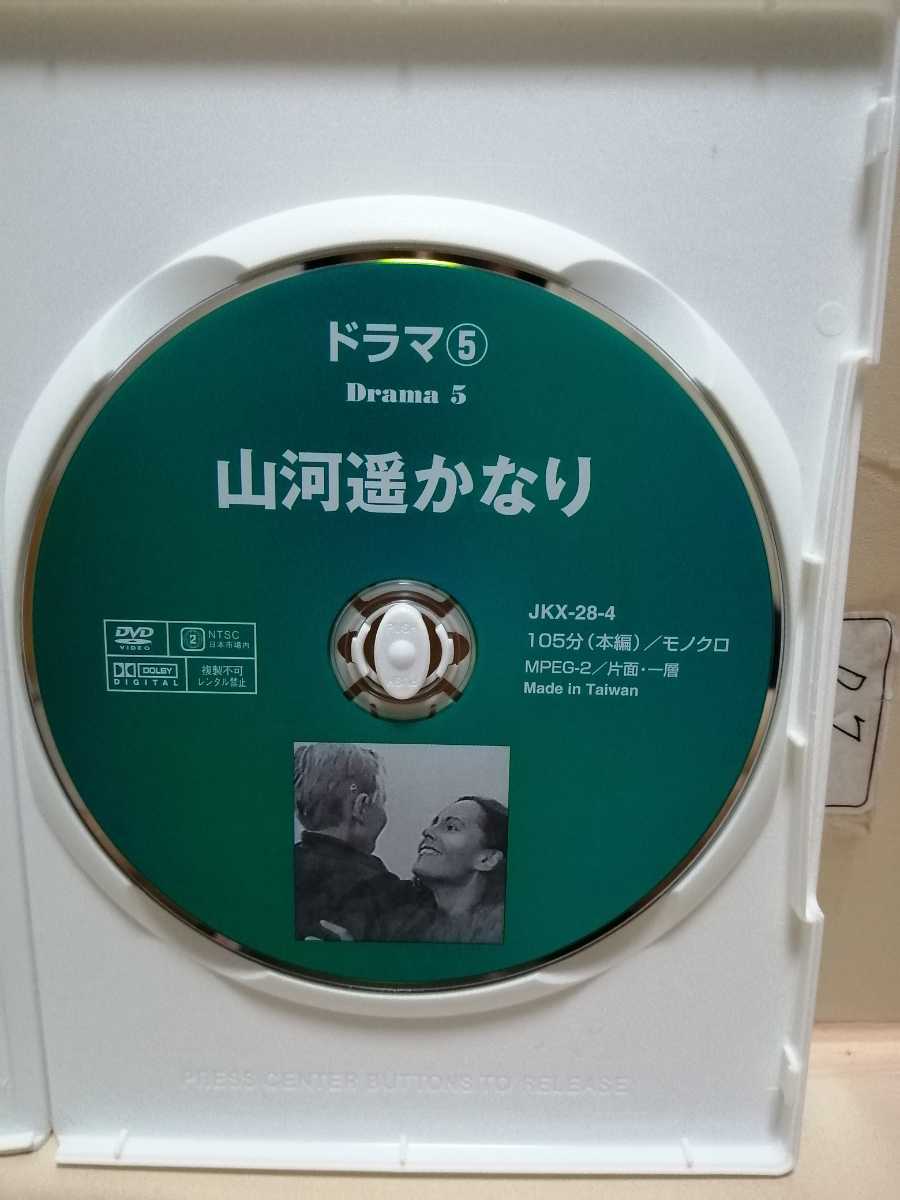 ドラマ⑤
Drama 5
山河遥かなり
DVD
VIDEO
2
NTSC
日本市場内
DOLBY
DIGITAL
複製不可
レンタル禁止
JKX-28-4
105分(本編)/モノクロ
MPEG-2/片面・一層
Made in Taiwan
PUSH
PRESS CENTER BUTTONS TO RELEASE